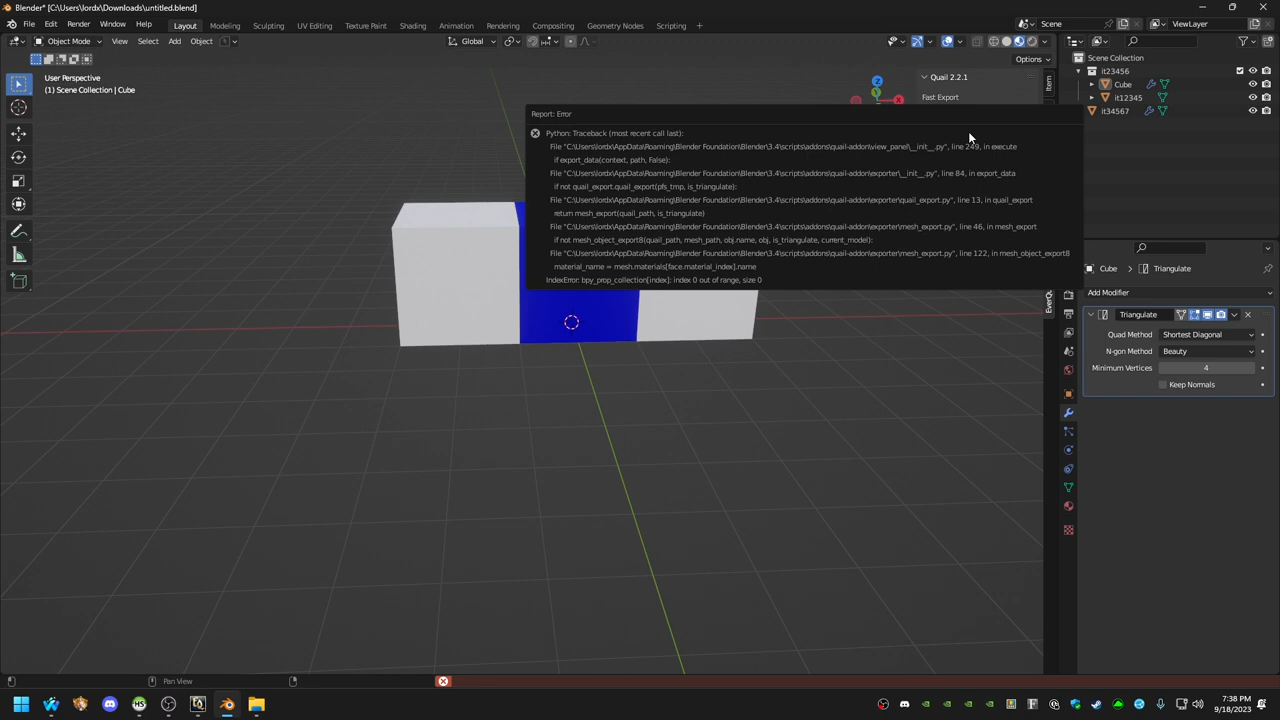 Blender* [C:\Users\lordx\Downloads\untitled.blend]
File Edit Render Window Help Layout Modeling Sculpting UV Editing Texture Paint Shading Animation Rendering Compositing Geometry Nodes Scripting + Scene ViewLayer
Object Mode View Select Add Object Global
Options
User Perspective
(1) Scene Collection | Cube
Quail 2.2.1
Fast Export
Item
Z
Y
X
Scene Collection
it23456
Cube
it12345
it34567
Report: Error
Python: Traceback (most recent call last):
File "C:\Users\lordx\AppData\Roaming\Blender Foundation\Blender\3.4\scripts\addons\quail-addon\view_panel\__init__.py", line 249, in execute
if export_data(context, path, False):
File "C:\Users\lordx\AppData\Roaming\Blender Foundation\Blender\3.4\scripts\addons\quail-addon\exporter\__init__.py", line 84, in export_data
if not quail_export.quail_export(pfs_tmp, is_triangulate):
File "C:\Users\lordx\AppData\Roaming\Blender Foundation\Blender\3.4\scripts\addons\quail-addon\exporter\quail_export.py", line 13, in quail_export
return mesh_export(quail_path, is_triangulate)
File "C:\Users\lordx\AppData\Roaming\Blender Foundation\Blender\3.4\scripts\addons\quail-addon\exporter\mesh_export.py", line 46, in mesh_export
if not mesh_object_export8(quail_path, mesh_path, obj.name, obj, is_triangulate, current_model):
File "C:\Users\lordx\AppData\Roaming\Blender Foundation\Blender\3.4\scripts\addons\quail-addon\exporter\mesh_export.py", line 122, in mesh_object_export8
material_name = mesh.materials[face.material_index].name
IndexError: bpy_prop_collection[index]: index 0 out of range, size 0
Cube > Triangulate
Add Modifier
Triangulate
Quad Method Shortest Diagonal
N-gon Method Beauty
Minimum Vertices 4
Keep Normals
Pan View
7:38 PM
9/18/2023